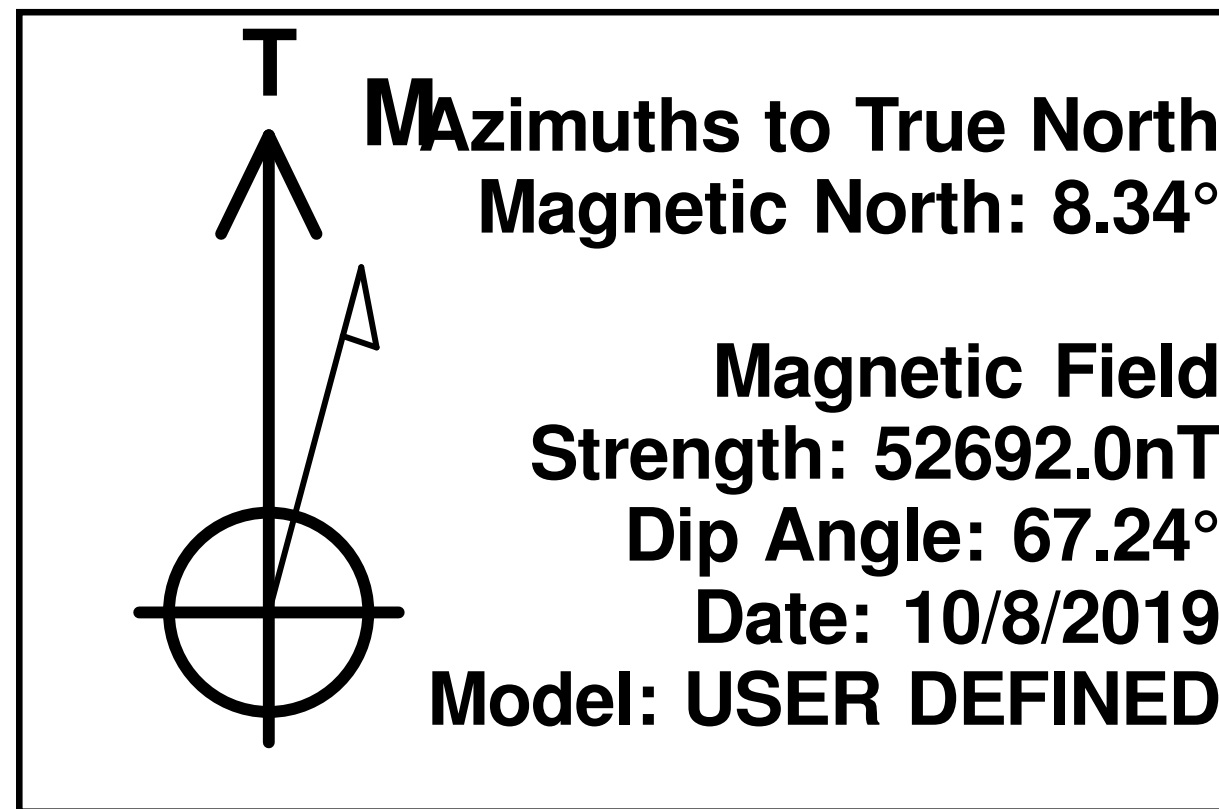 T
M
Azimuths to True North
Magnetic North: 8.34°
Magnetic Field
Strength: 52692.0nT
Dip Angle: 67.24°
Date: 10/8/2019
Model: USER DEFINED